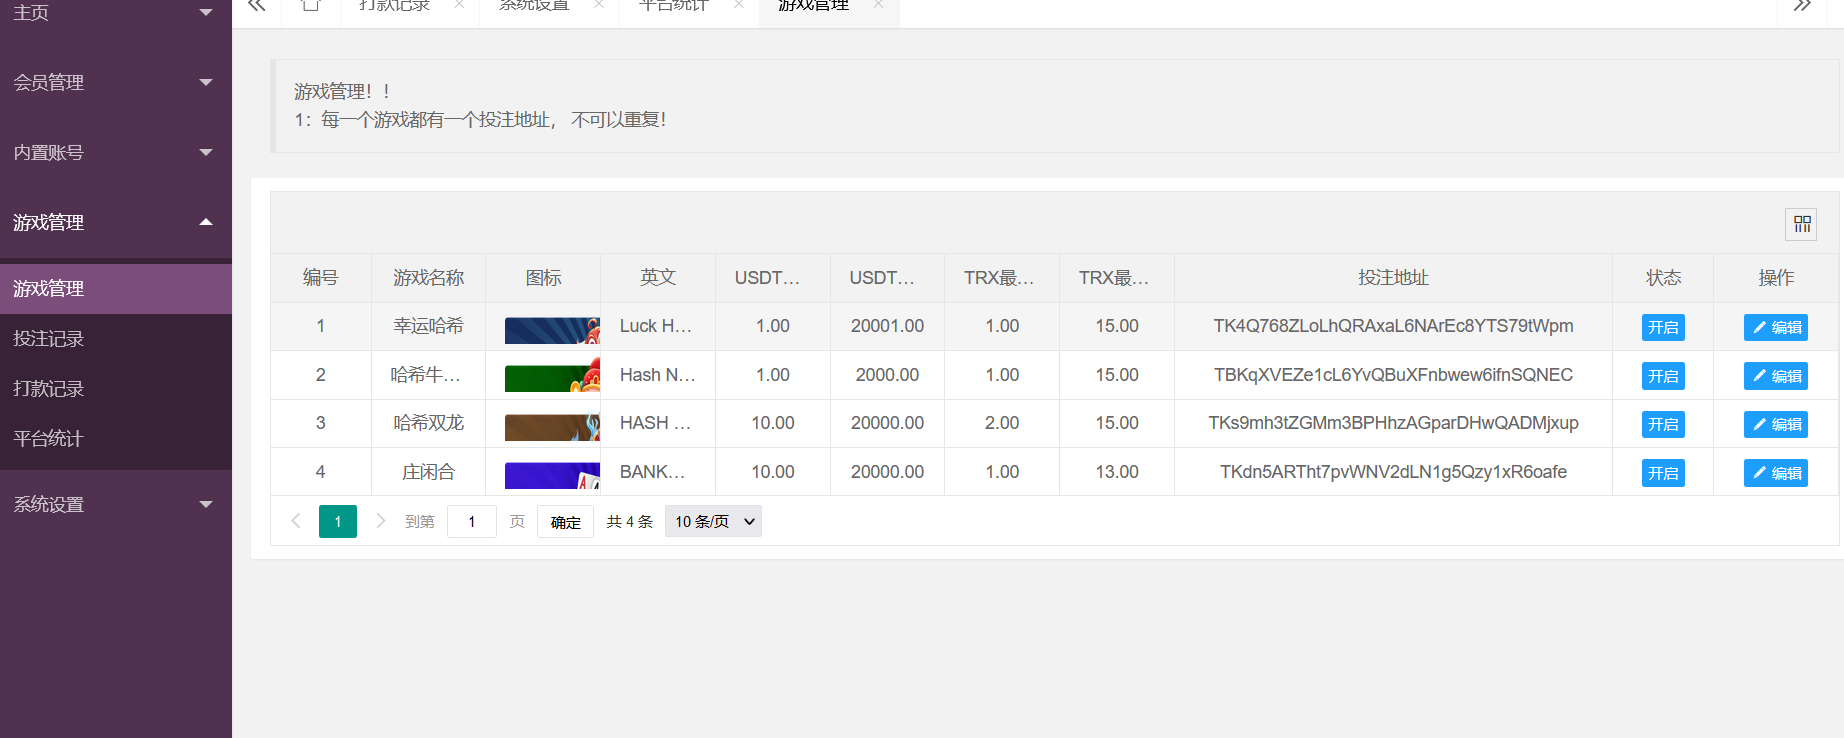 主页
会员管理
内置账号
游戏管理
游戏管理
投注记录
打款记录
平台统计
系统设置
打款记录
系统设置
平台统计
游戏管理
游戏管理！！
1：每一个游戏都有一个投注地址， 不可以重复！
编号 游戏名称 图标 英文 USDT... USDT... TRX最... TRX最... 投注地址 状态 操作
1 幸运哈希 Luck H... 1.00 20001.00 1.00 15.00 TK4Q768ZLoLhQRAxaL6NArEc8YTS79tWpm 开启 编辑
2 哈希牛... Hash N... 1.00 2000.00 1.00 15.00 TBKqXVEZe1cL6YvQBuXFnbwew6ifnSQNEC 开启 编辑
3 哈希双龙 HASH ... 10.00 20000.00 2.00 15.00 TKs9mh3tZGMm3BPHhzAGparDHwQADMjxup 开启 编辑
4 庄闲合 BANK... 10.00 20000.00 1.00 13.00 TKdn5ARTht7pvWNV2dLN1g5Qzy1xR6oafe 开启 编辑
1 到第 1 页 确定 共 4 条 10 条/页